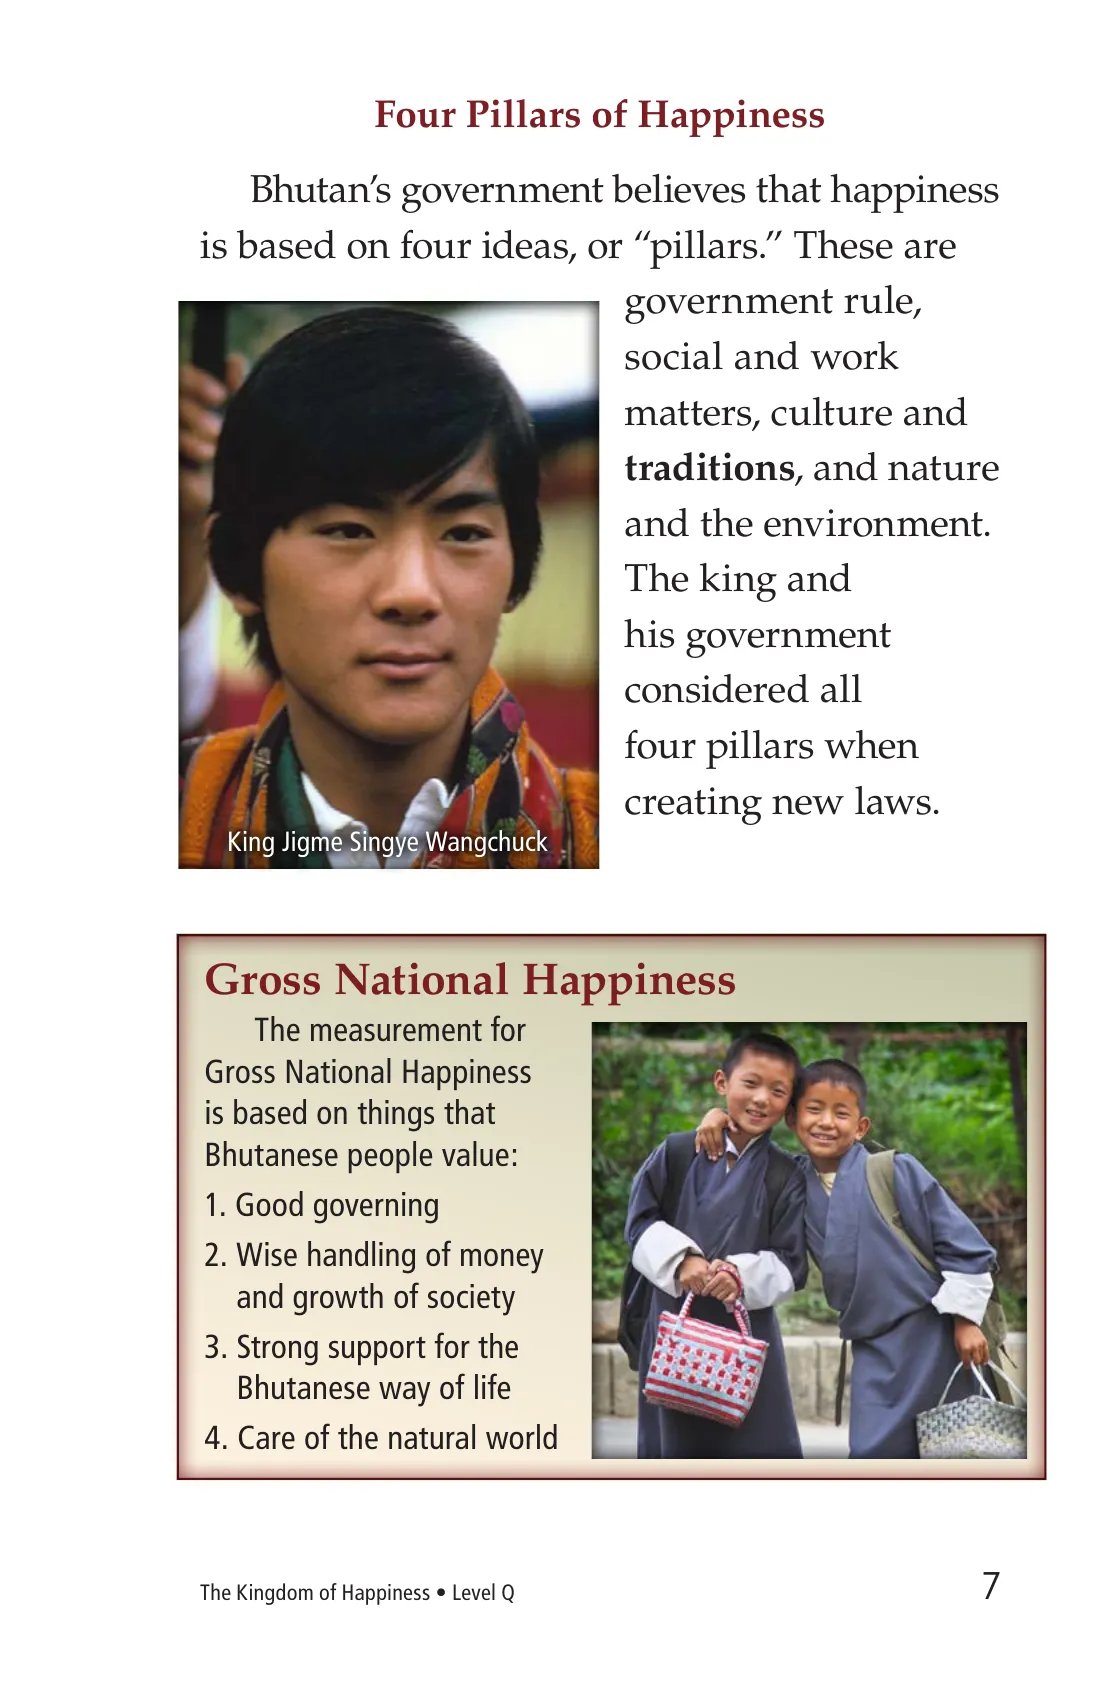 Four Pillars of Happiness
Bhutan’s government believes that happiness
is based on four ideas, or “pillars.” These are
government rule,
social and work
matters, culture and
traditions, and nature
and the environment.
The king and
his government
considered all
four pillars when
creating new laws.
King Jigme Singye Wangchuck
Gross National Happiness
The measurement for
Gross National Happiness
is based on things that
Bhutanese people value:
1. Good governing
2. Wise handling of money
and growth of society
3. Strong support for the
Bhutanese way of life
4. Care of the natural world
The Kingdom of Happiness • Level Q
7